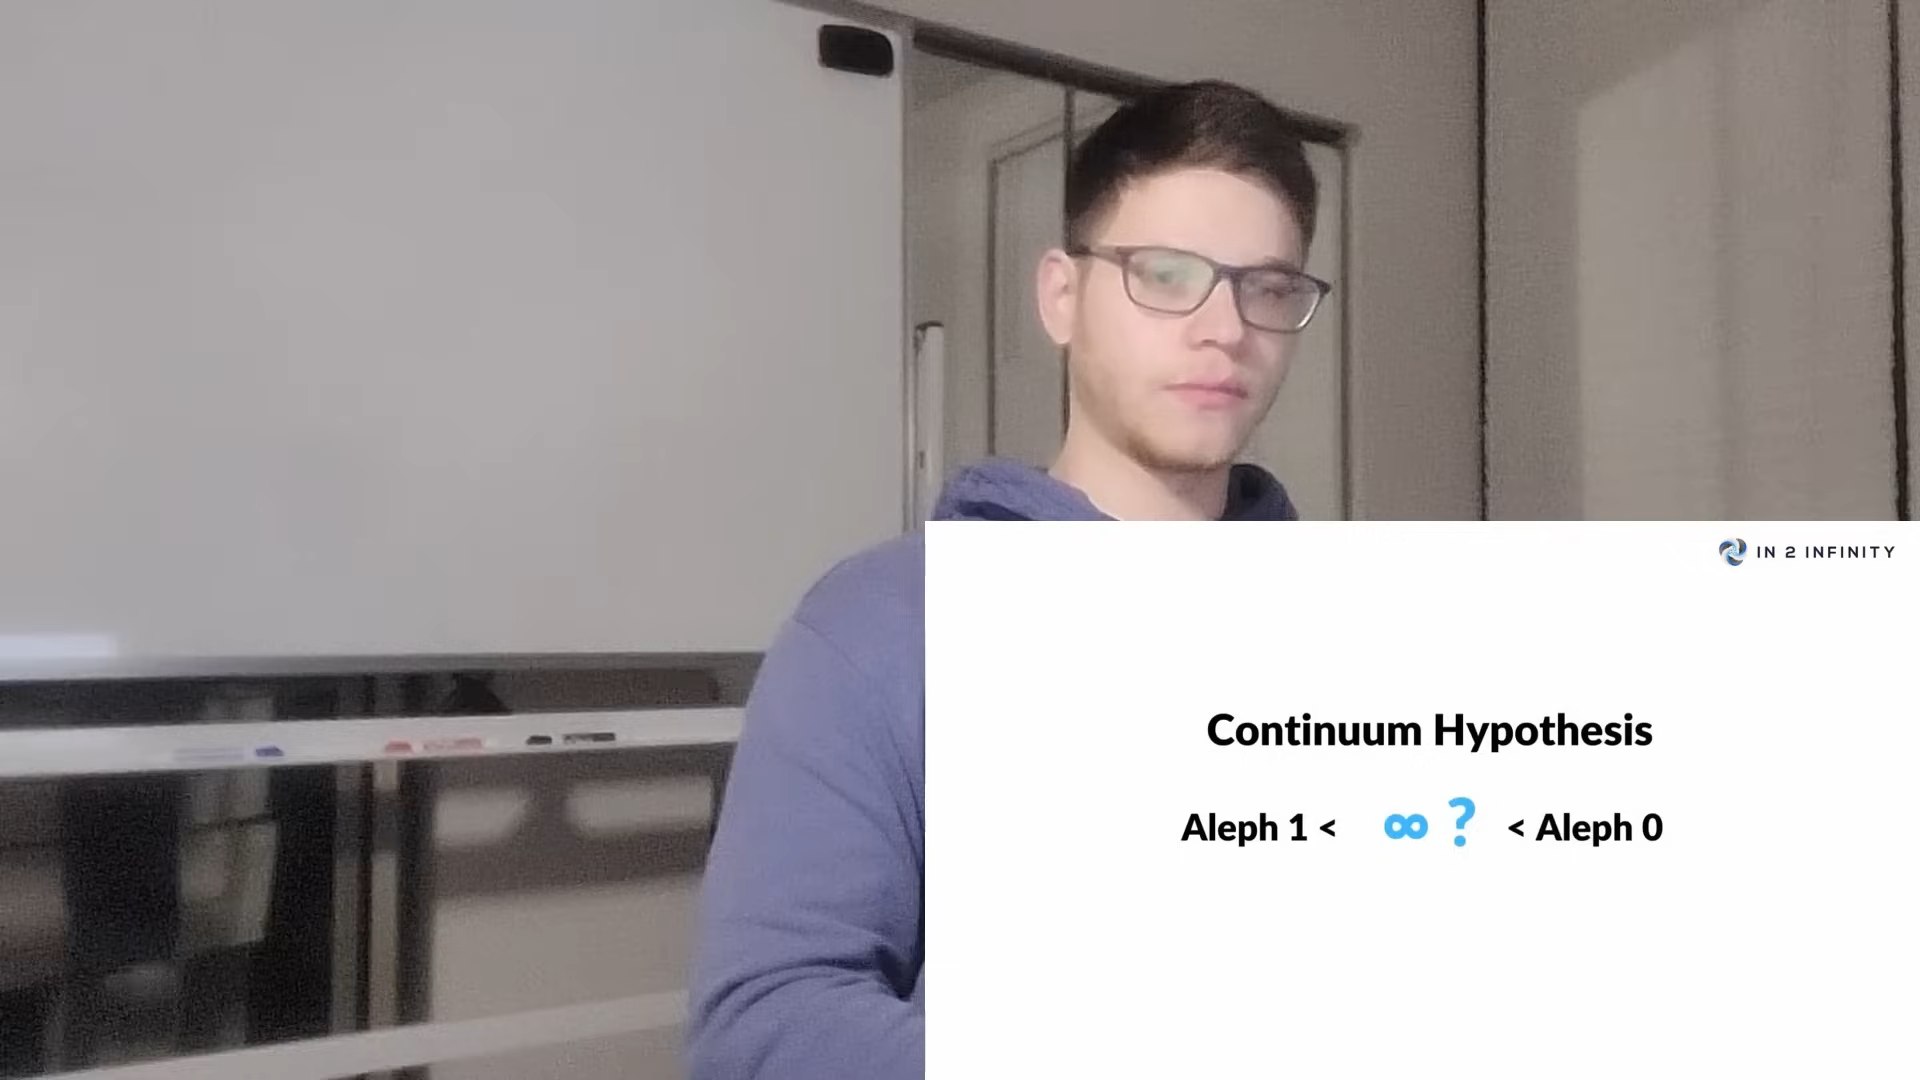 IN 2 INFINITY
Continuum Hypothesis
Aleph 1 < ∞ ? < Aleph 0